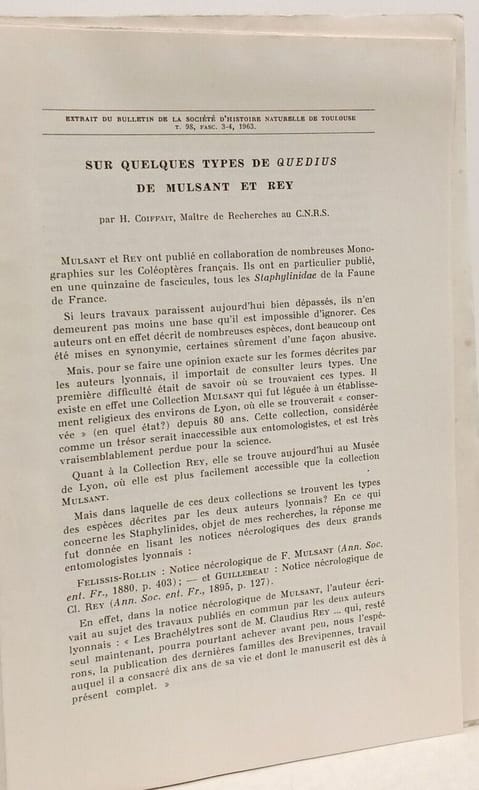 EXTRAIT DU BULLETIN DE LA SOCIÉTÉ D'HISTOIRE NATURELLE DE TOULOUSE
T. 98, FASC. 3-4, 1963.
SUR QUELQUES TYPES DE QUEDIUS
DE MULSANT ET REY
par H. COIFFAIT, Maître de Recherches au C.N.R.S.
MULSANT et REY ont publié en collaboration de nombreuses Mono-
graphies sur les Coléoptères français. Ils ont en particulier publié,
en une quinzaine de fascicules, tous les Staphylinidae de la Faune
de France.
Si leurs travaux paraissent aujourd'hui bien dépassés, ils n'en
demeurent pas moins une base qu'il est impossible d'ignorer. Ces
auteurs ont en effet décrit de nombreuses espèces, dont beaucoup ont
été mises en synonymie, certaines sûrement d'une façon abusive.
Mais, pour se faire une opinion exacte sur les formes décrites par
les auteurs lyonnais, il importait de consulter leurs types. Une
première difficulté était de savoir où se trouvaient ces types. Il
existe en effet une Collection MULSANT qui fut léguée à un établisse-
ment religieux des environs de Lyon, où elle se trouverait « conser-
vée » (en quel état?) depuis 80 ans. Cette collection, considérée
comme un trésor serait inaccessible aux entomologistes, et est très
vraisemblablement perdue pour la science.
Quant à la Collection REY, elle se trouve aujourd'hui au Musée
de Lyon, où elle est plus facilement accessible que la collection
MULSANT.
Mais dans laquelle de ces deux collections se trouvent les types
des espèces décrites par les deux auteurs lyonnais? En ce qui
concerne les Staphylinides, objet de mes recherches, la réponse me
fut donnée en lisant les notices nécrologiques des deux grands
entomologistes lyonnais :
FELISSIS-ROLLIN : Notice nécrologique de F. MULSANT (Ann. Soc.
ent. Fr., 1880, p. 403) ; — et GUILLEBEAU : Notice nécrologique de
Cl. REY (Ann. Soc. ent. Fr., 1895, p. 127).
En effet, dans la notice nécrologique de MULSANT, l'auteur écri-
vait au sujet des travaux publiés en commun par les deux auteurs
lyonnais : « Les Brachélytres sont de M. Claudius REY ... qui, resté
seul maintenant, pourra pourtant achever avant peu, nous l'espé-
rons, la publication des dernières familles des Brevipennes, travail
auquel il a consacré dix ans de sa vie et dont le manuscrit est dès à
présent complet. »